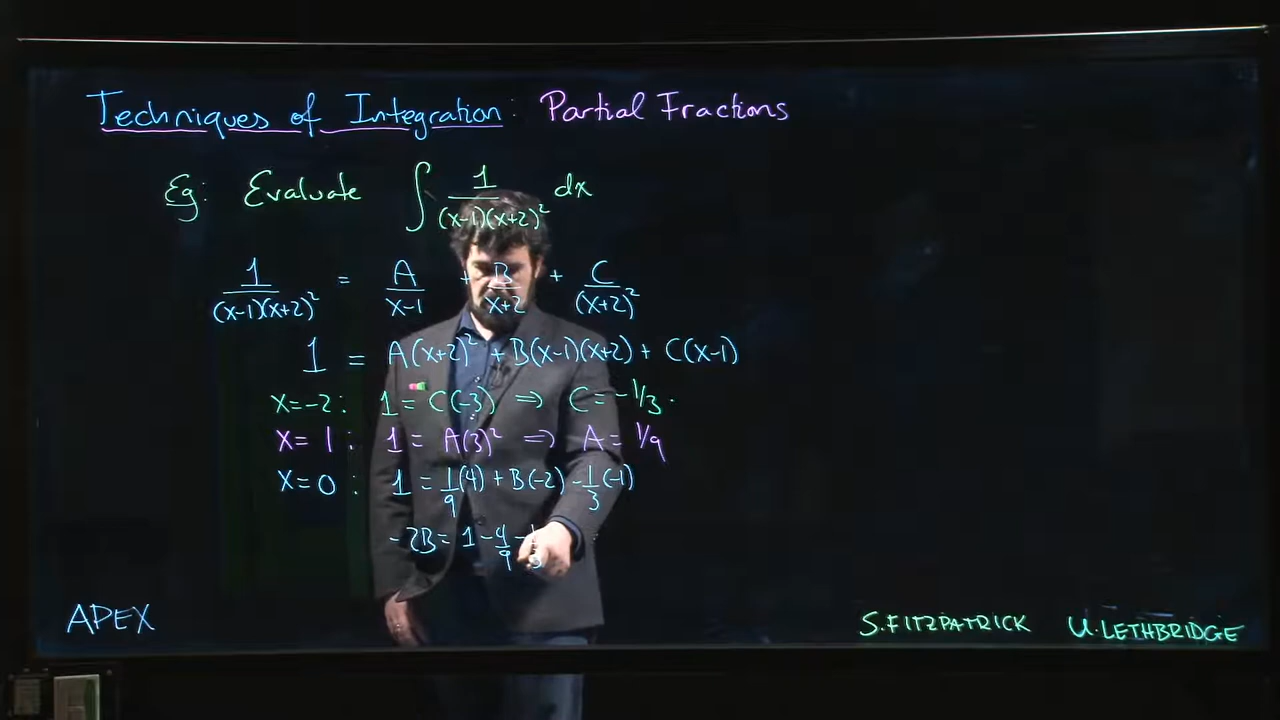 Techniques of Integration: Partial Fractions
Eg: Evaluate ∫ 1/((x-1)(x+2)²) dx
1/((x-1)(x+2)²) = A/(x-1) + B/(x+2) + C/(x+2)²
1 = A(x+2)² + B(x-1)(x+2) + C(x-1)
x=-2: 1 = C(-3) ⇒ C = -1/3.
x=1: 1 = A(3)² ⇒ A = 1/9
x=0: 1 = 1/9(4) + B(-2) - 1/3(-1)
-2B = 1 - 4/9 - 1/3
APEX
S.FITZPATRICK U.LETHBRIDGE